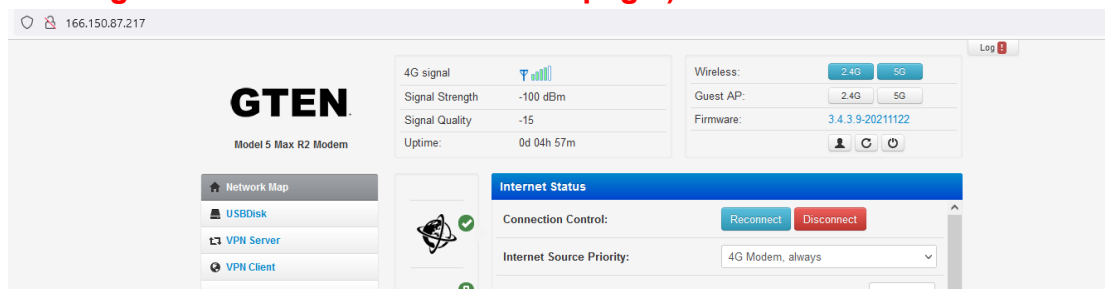 166.150.87.217
Log !
4G signal
Signal Strength -100 dBm
Signal Quality -15
Uptime: 0d 04h 57m
Wireless: 2.4G 5G
Guest AP: 2.4G 5G
Firmware: 3.4.3.9-20211122
GTEN
Model 5 Max R2 Modem
Network Map
USBDisk
VPN Server
VPN Client
Internet Status
Connection Control: Reconnect Disconnect
Internet Source Priority: 4G Modem, always